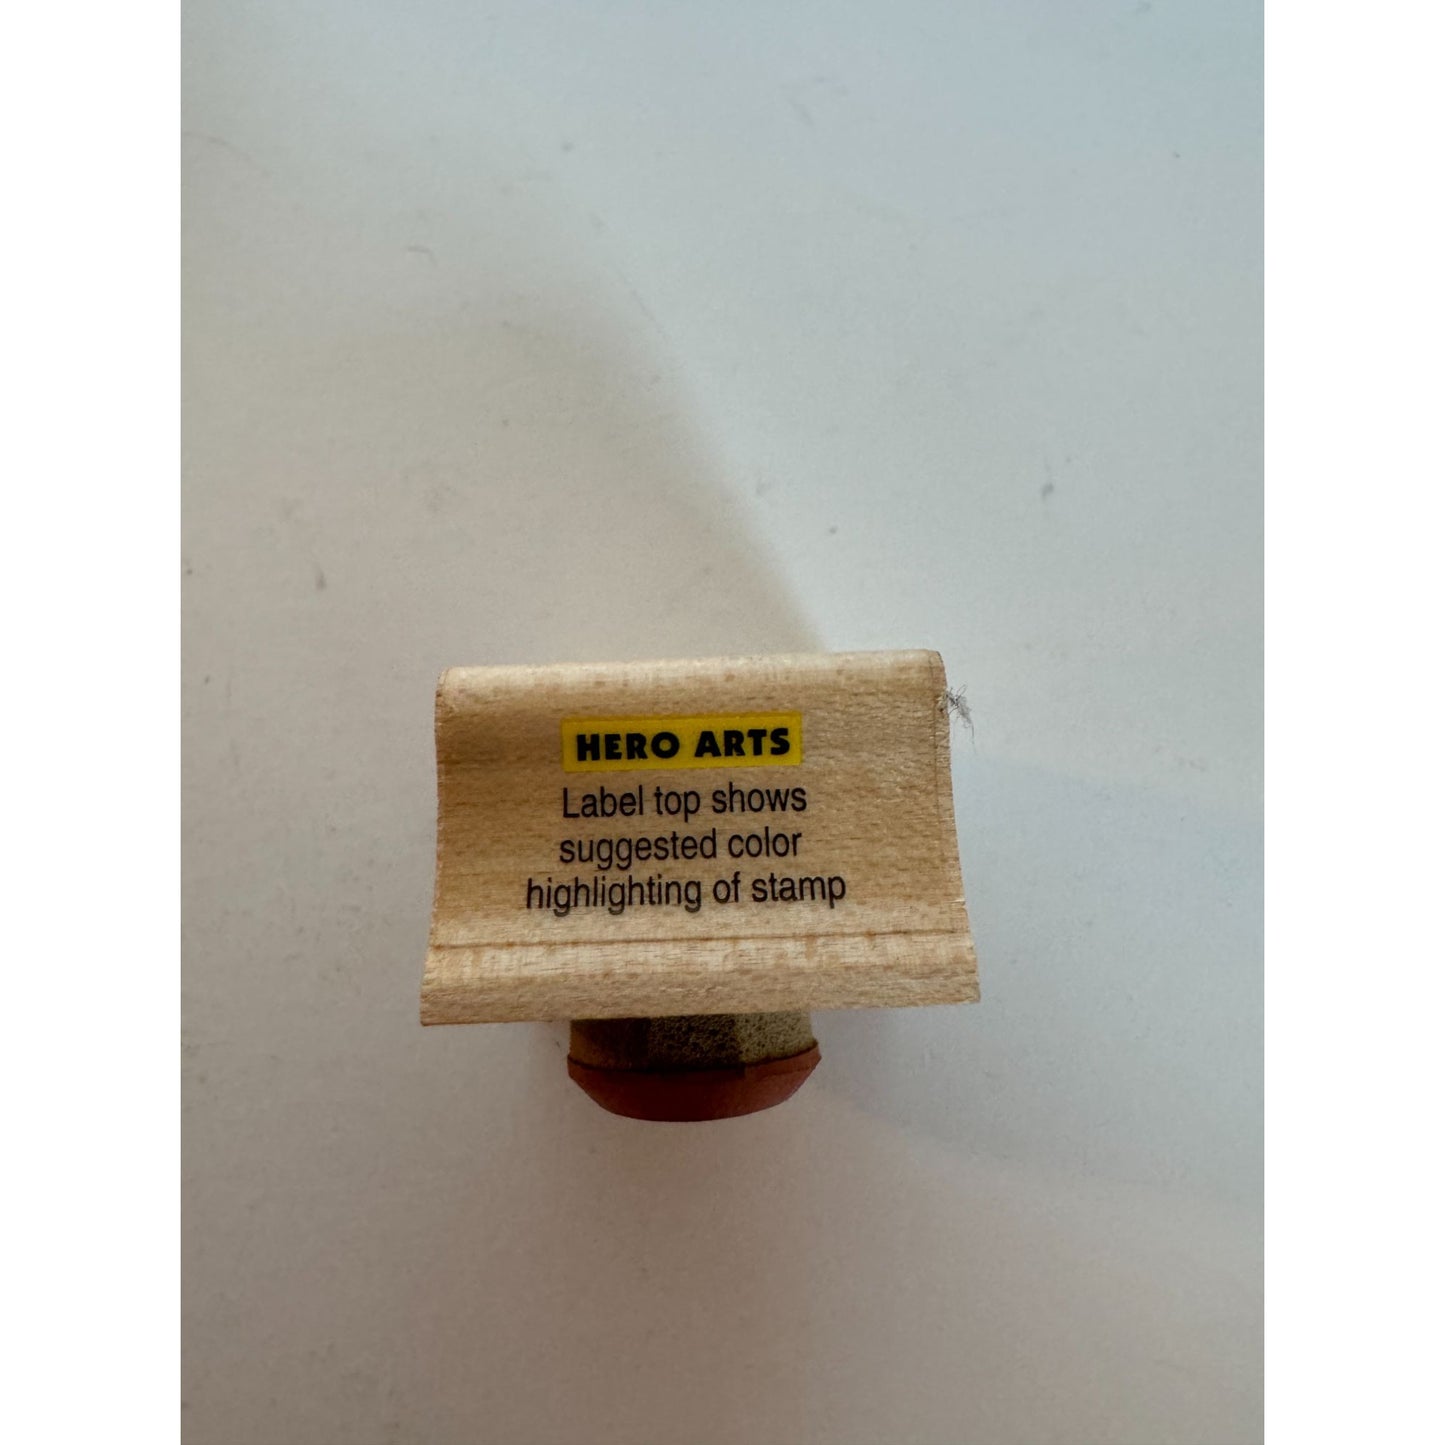 HERO ARTS
Label top shows
suggested color
highlighting of stamp